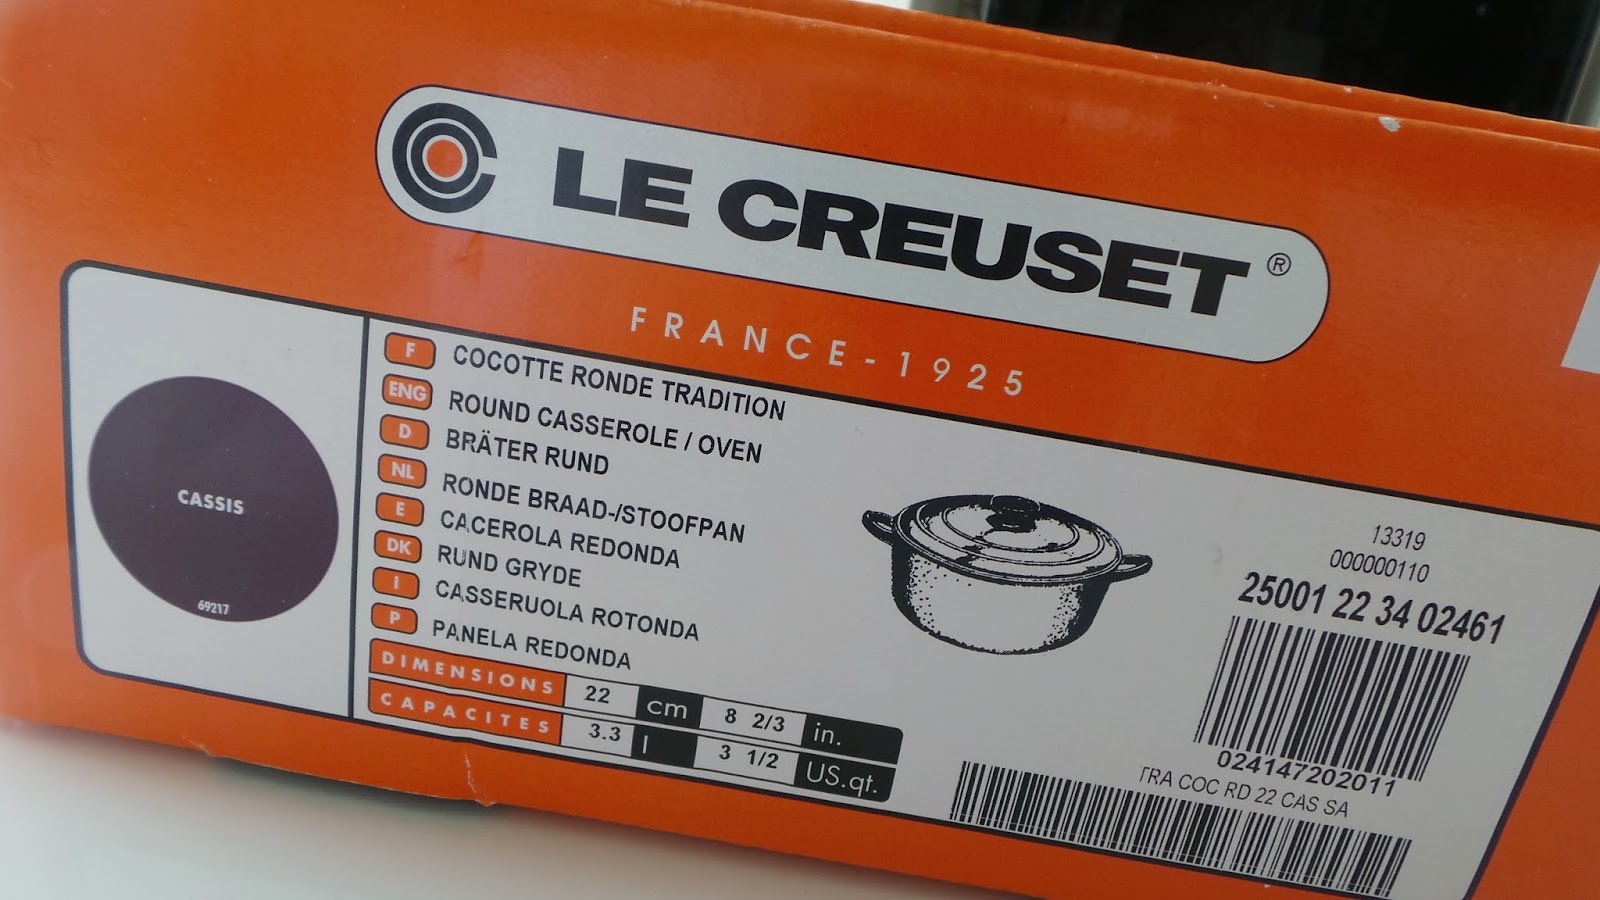 LE CREUSET ®
FRANCE - 1925
CASSIS
69217
F COCOTTE RONDE TRADITION
ENG ROUND CASSEROLE / OVEN
D BRÄTER RUND
NL RONDE BRAAD-/STOOFPAN
E CACEROLA REDONDA
DK RUND GRYDE
I CASSERUOLA ROTONDA
P PANELA REDONDA
DIMENSIONS 22 cm 8 2/3 in.
CAPACITES 3.3 l 3 1/2 US.qt.
13319
000000110
25001 22 34 02461
024147202011
TRA COC RD 22 CAS SA